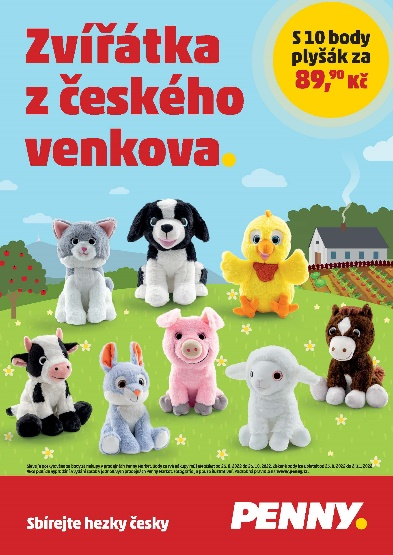 Zvířátka
z českého
venkova.
S 10 body
plyšák za
89,90 Kč
Sbírejte hezky česky
PENNY.